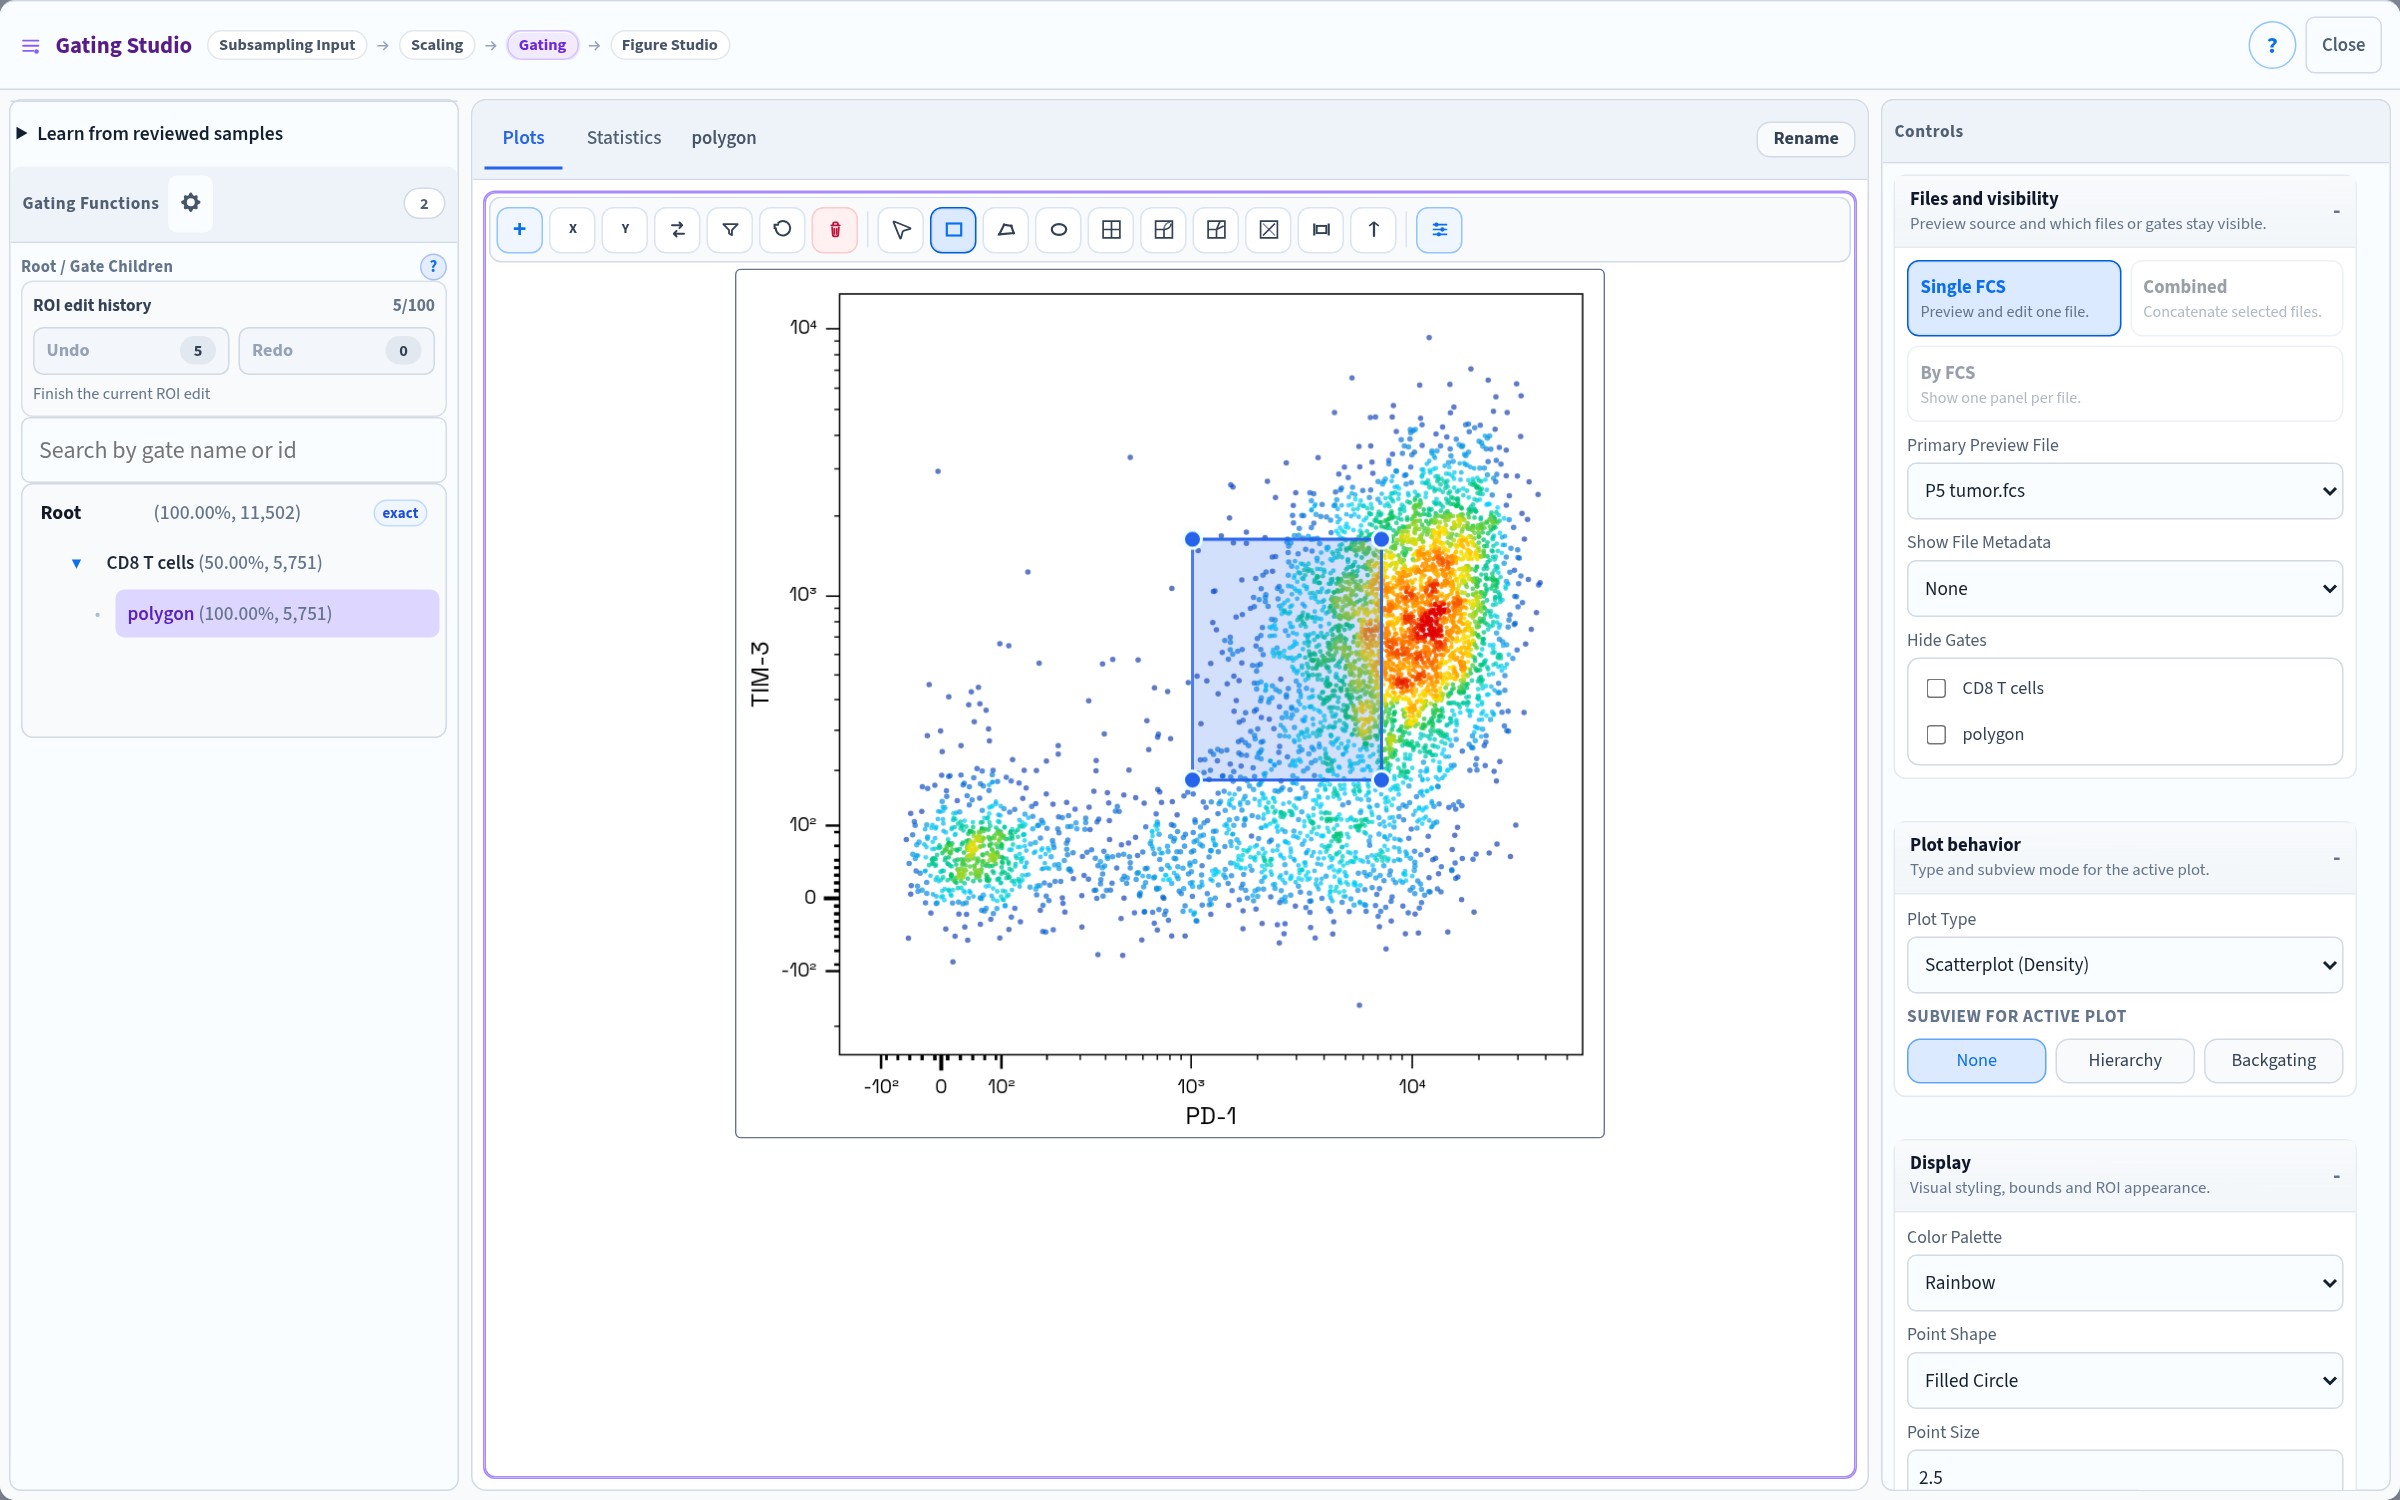 Gating Studio
Subsampling Input → Scaling → Gating → Figure Studio
?
Close
Learn from reviewed samples
Gating Functions
2
Root / Gate Children
?
ROI edit history
5/100
Undo 5
Redo 0
Finish the current ROI edit
Search by gate name or id
Root (100.00%, 11,502) exact
CD8 T cells (50.00%, 5,751)
polygon (100.00%, 5,751)
Plots
Statistics
polygon
Rename
+
X
Y
10⁴
10³
10²
0
-10²
TIM-3
-10² 0 10² 10³ 10⁴
PD-1
Controls
Files and visibility
Preview source and which files or gates stay visible.
-
Single FCS
Preview and edit one file.
Combined
Concatenate selected files.
By FCS
Show one panel per file.
Primary Preview File
P5 tumor.fcs
Show File Metadata
None
Hide Gates
CD8 T cells
polygon
Plot behavior
Type and subview mode for the active plot.
-
Plot Type
Scatterplot (Density)
SUBVIEW FOR ACTIVE PLOT
None
Hierarchy
Backgating
Display
Visual styling, bounds and ROI appearance.
-
Color Palette
Rainbow
Point Shape
Filled Circle
Point Size
2.5